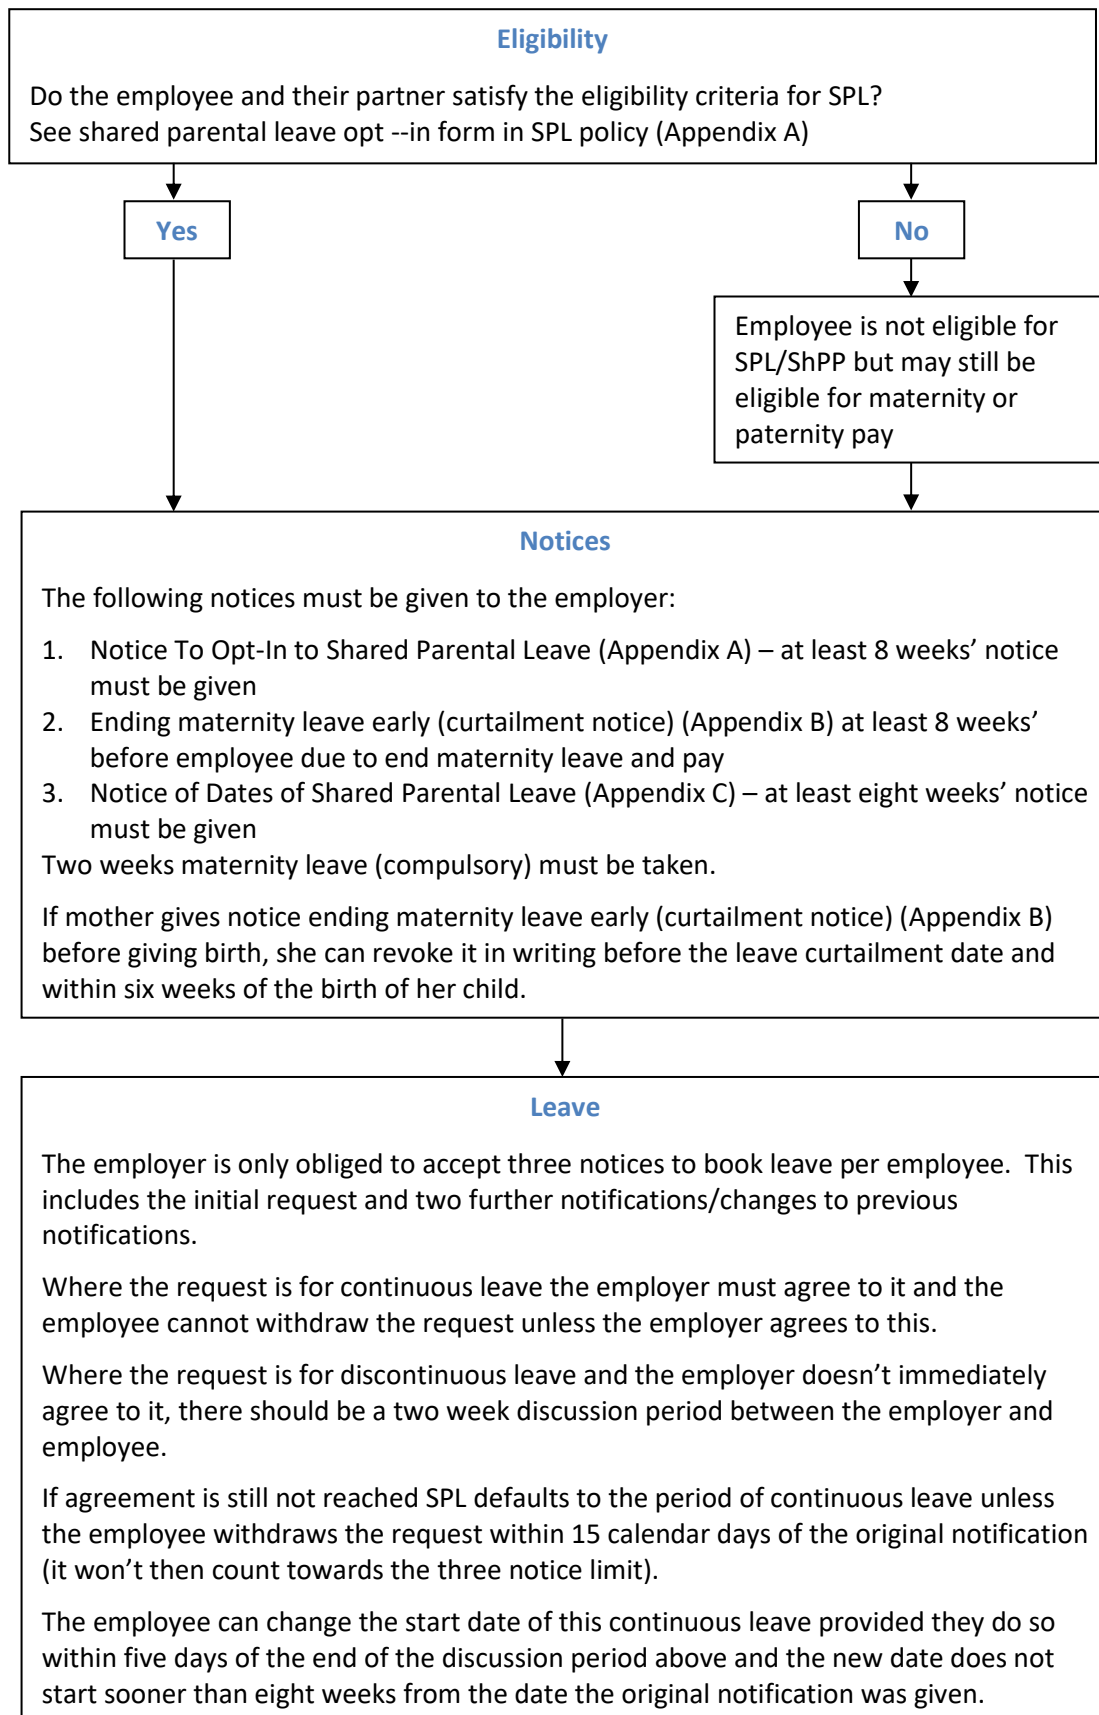 Eligibility
Do the employee and their partner satisfy the eligibility criteria for SPL?
See shared parental leave opt --in form in SPL policy (Appendix A)
Yes
No
Employee is not eligible for
SPL/ShPP but may still be
eligible for maternity or
paternity pay
Notices
The following notices must be given to the employer:
1. Notice To Opt-In to Shared Parental Leave (Appendix A) – at least 8 weeks’ notice
must be given
2. Ending maternity leave early (curtailment notice) (Appendix B) at least 8 weeks’
before employee due to end maternity leave and pay
3. Notice of Dates of Shared Parental Leave (Appendix C) – at least eight weeks’ notice
must be given
Two weeks maternity leave (compulsory) must be taken.
If mother gives notice ending maternity leave early (curtailment notice) (Appendix B)
before giving birth, she can revoke it in writing before the leave curtailment date and
within six weeks of the birth of her child.
Leave
The employer is only obliged to accept three notices to book leave per employee.  This
includes the initial request and two further notifications/changes to previous
notifications.
Where the request is for continuous leave the employer must agree to it and the
employee cannot withdraw the request unless the employer agrees to this.
Where the request is for discontinuous leave and the employer doesn’t immediately
agree to it, there should be a two week discussion period between the employer and
employee.
If agreement is still not reached SPL defaults to the period of continuous leave unless
the employee withdraws the request within 15 calendar days of the original notification
(it won’t then count towards the three notice limit).
The employee can change the start date of this continuous leave provided they do so
within five days of the end of the discussion period above and the new date does not
start sooner than eight weeks from the date the original notification was given.